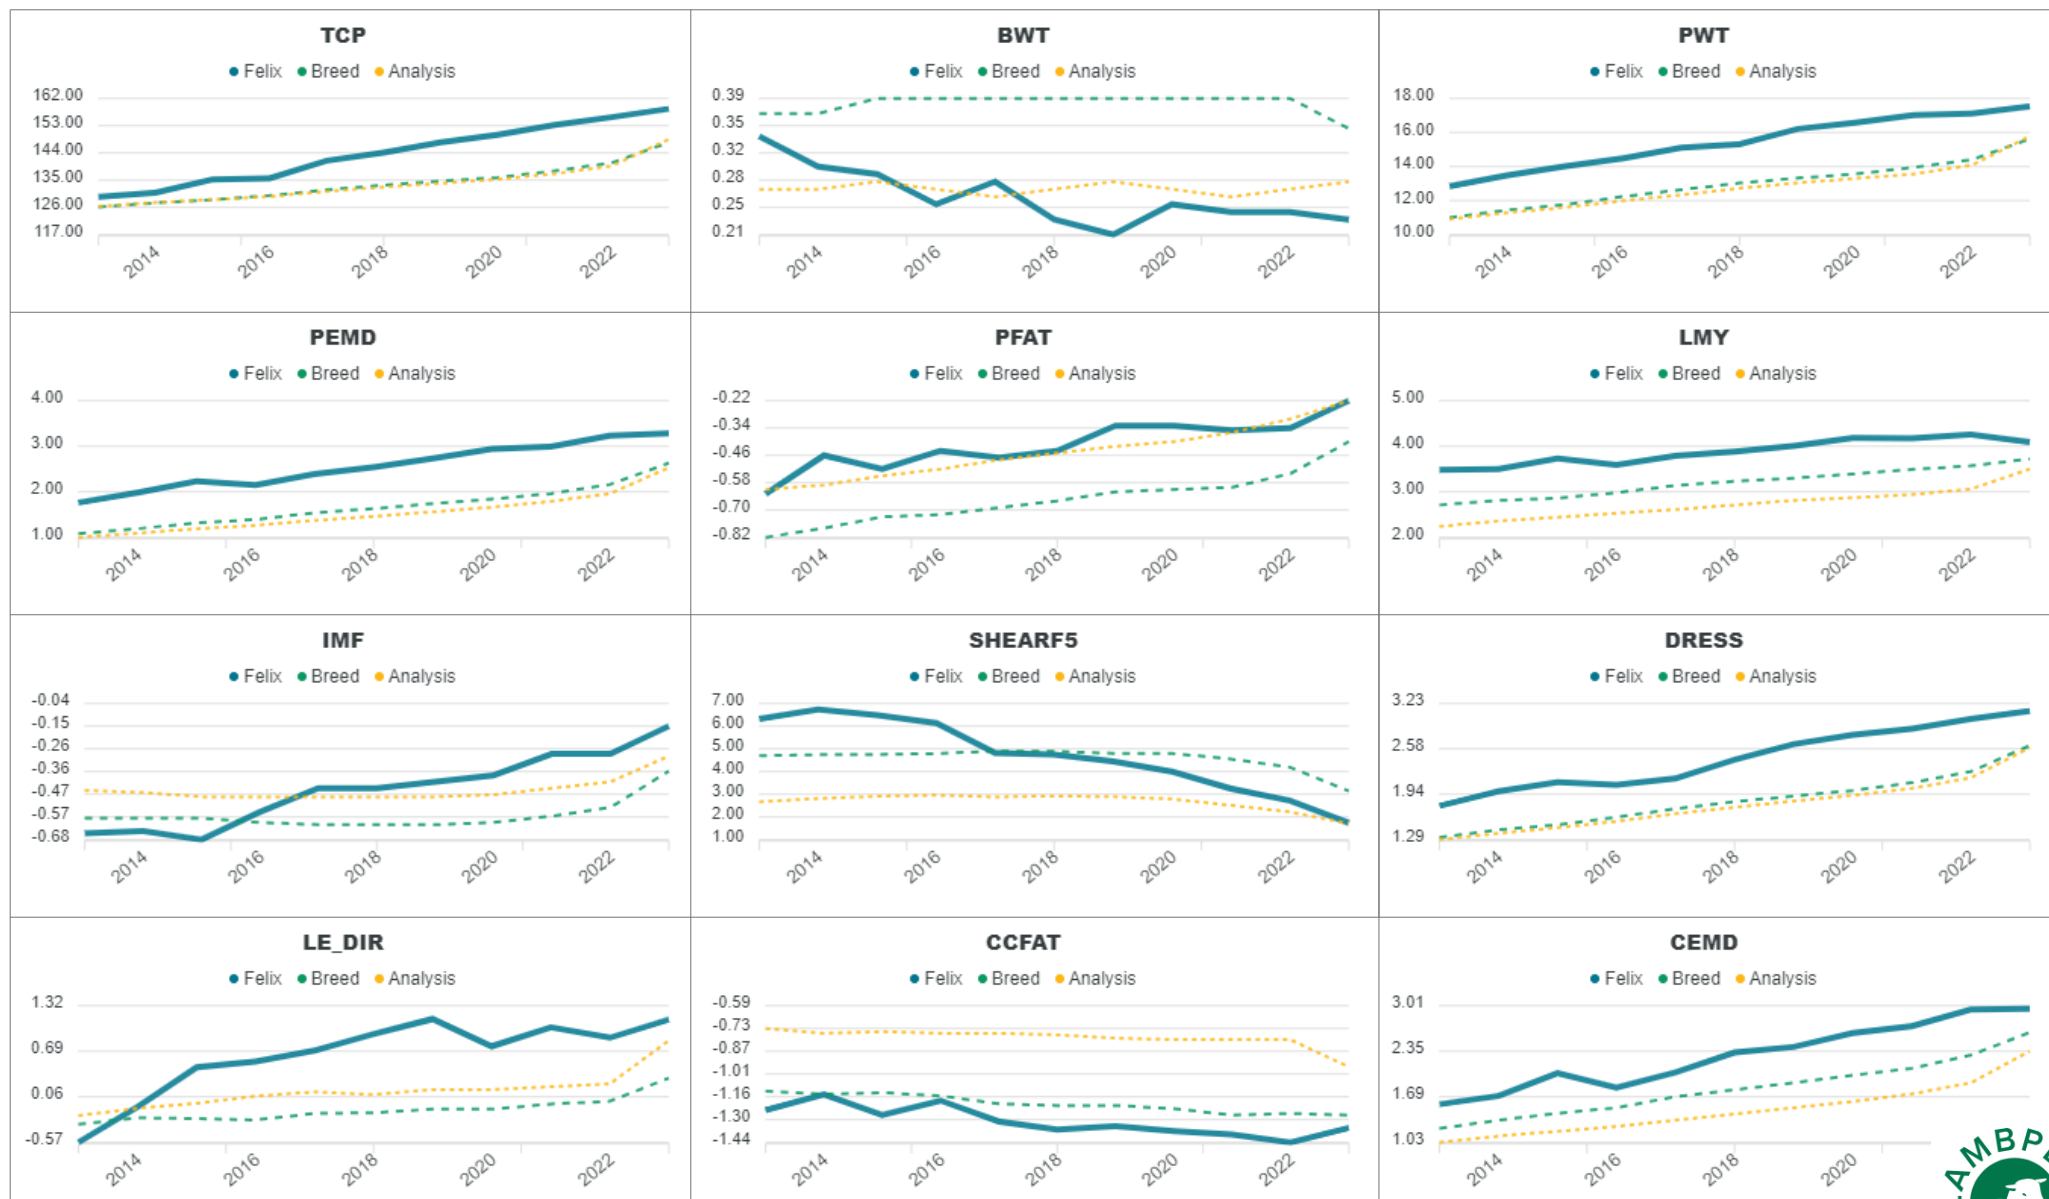 TCP
Felix Breed Analysis
162.00
153.00
144.00
135.00
126.00
117.00
2014 2016 2018 2020 2022
BWT
Felix Breed Analysis
0.39
0.35
0.32
0.28
0.25
0.21
2014 2016 2018 2020 2022
PWT
Felix Breed Analysis
18.00
16.00
14.00
12.00
10.00
2014 2016 2018 2020 2022
PEMD
Felix Breed Analysis
4.00
3.00
2.00
1.00
2014 2016 2018 2020 2022
PFAT
Felix Breed Analysis
-0.22
-0.34
-0.46
-0.58
-0.70
-0.82
2014 2016 2018 2020 2022
LMY
Felix Breed Analysis
5.00
4.00
3.00
2.00
2014 2016 2018 2020 2022
IMF
Felix Breed Analysis
-0.04
-0.15
-0.26
-0.36
-0.47
-0.57
-0.68
2014 2016 2018 2020 2022
SHEARF5
Felix Breed Analysis
7.00
6.00
5.00
4.00
3.00
2.00
1.00
2014 2016 2018 2020 2022
DRESS
Felix Breed Analysis
3.23
2.58
1.94
1.29
2014 2016 2018 2020 2022
LE_DIR
Felix Breed Analysis
1.32
0.69
0.06
-0.57
2014 2016 2018 2020 2022
CCFAT
Felix Breed Analysis
-0.59
-0.73
-0.87
-1.01
-1.16
-1.30
-1.44
2014 2016 2018 2020 2022
CEMD
Felix Breed Analysis
3.01
2.35
1.69
1.03
2014 2016 2018 2020